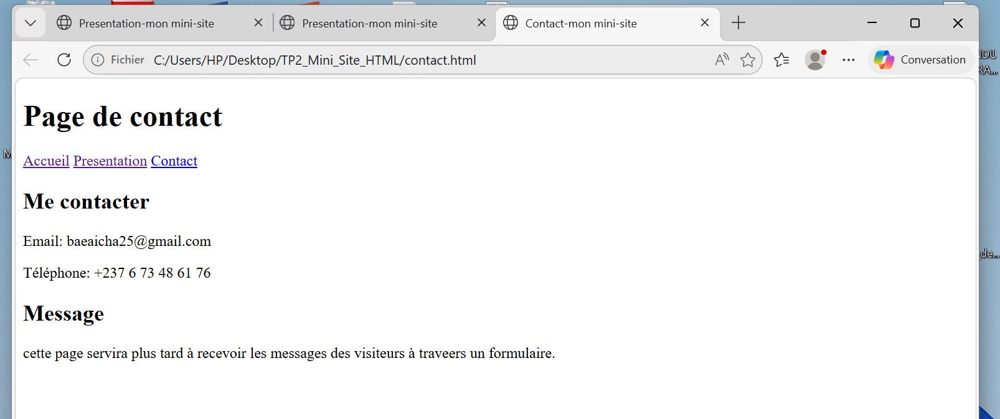 Presentation-mon mini-site
Presentation-mon mini-site
Contact-mon mini-site
Fichier C:/Users/HP/Desktop/TP2_Mini_Site_HTML/contact.html
Conversation
Page de contact
Accueil Presentation Contact
Me contacter
Email: baeaicha25@gmail.com
Téléphone: +237 6 73 48 61 76
Message
cette page servira plus tard à recevoir les messages des visiteurs à traveers un formulaire.